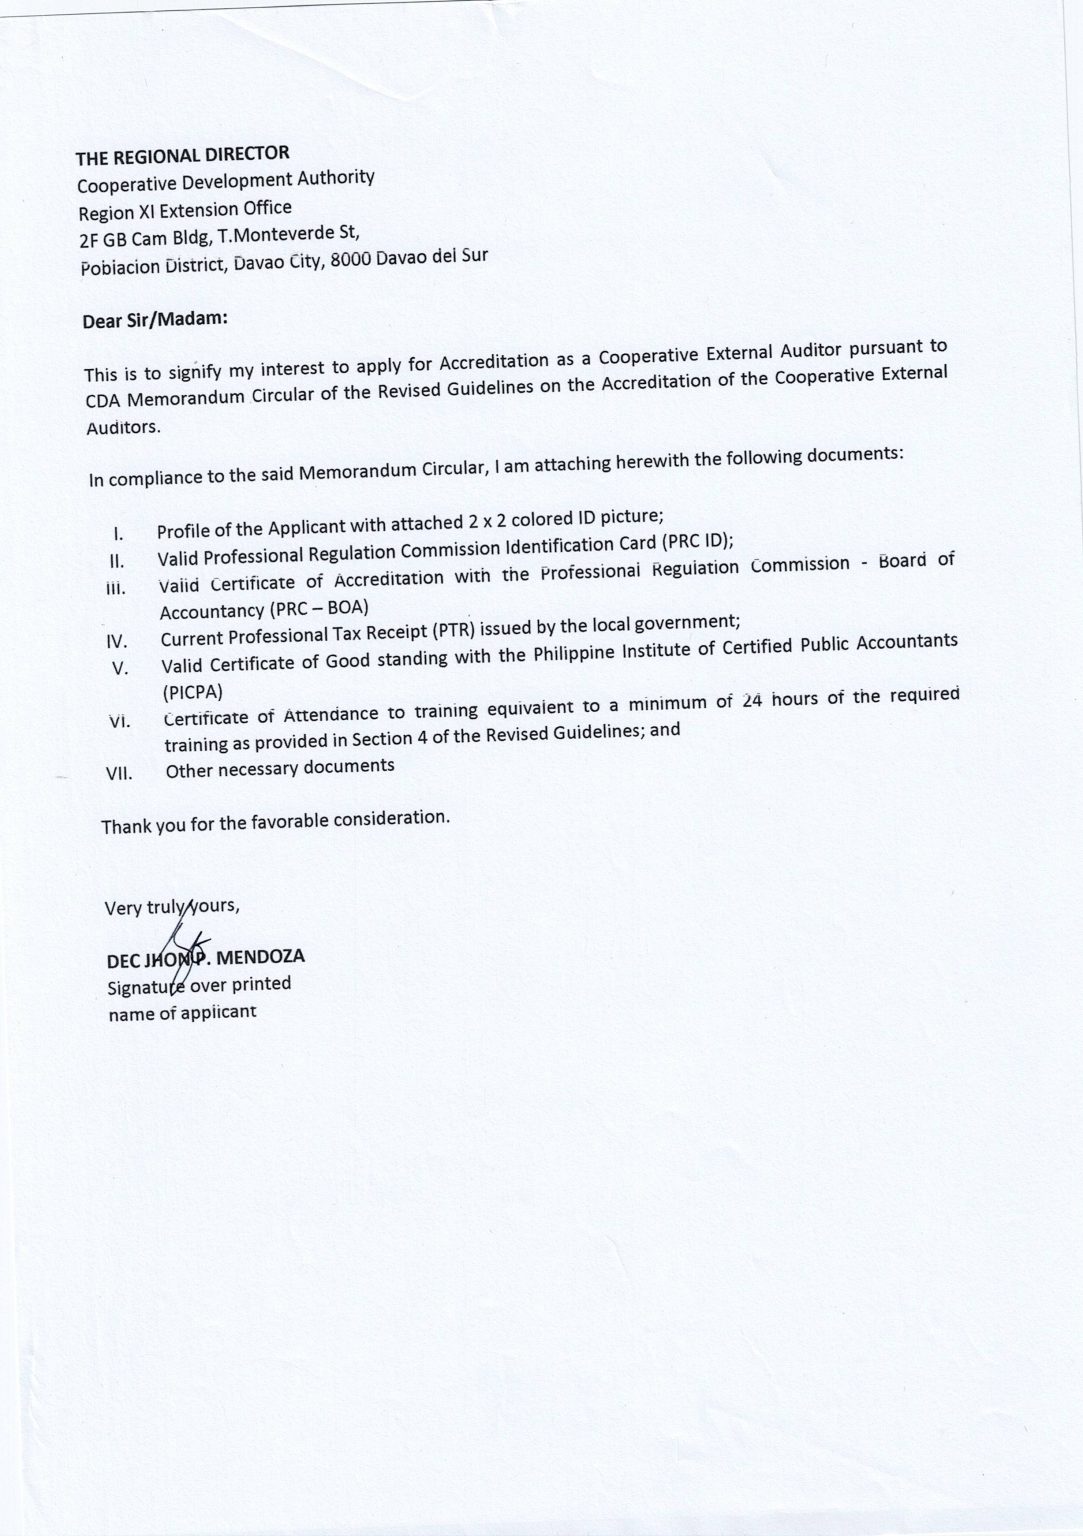 THE REGIONAL DIRECTOR
Cooperative Development Authority
Region XI Extension Office
2F GB Cam Bldg, T.Monteverde St,
Poblacion District, Davao City, 8000 Davao del Sur
Dear Sir/Madam:
This is to signify my interest to apply for Accreditation as a Cooperative External Auditor pursuant to
CDA Memorandum Circular of the Revised Guidelines on the Accreditation of the Cooperative External
Auditors.
In compliance to the said Memorandum Circular, I am attaching herewith the following documents:
I. Profile of the Applicant with attached 2 x 2 colored ID picture;
II. Valid Professional Regulation Commission Identification Card (PRC ID);
III. Valid Certificate of Accreditation with the Professional Regulation Commission - Board of
Accountancy (PRC – BOA)
IV. Current Professional Tax Receipt (PTR) issued by the local government;
V. Valid Certificate of Good standing with the Philippine Institute of Certified Public Accountants
(PICPA)
VI. Certificate of Attendance to training equivalent to a minimum of 24 hours of the required
training as provided in Section 4 of the Revised Guidelines; and
VII. Other necessary documents
Thank you for the favorable consideration.
Very truly yours,
DEC JHON P. MENDOZA
Signature over printed
name of applicant